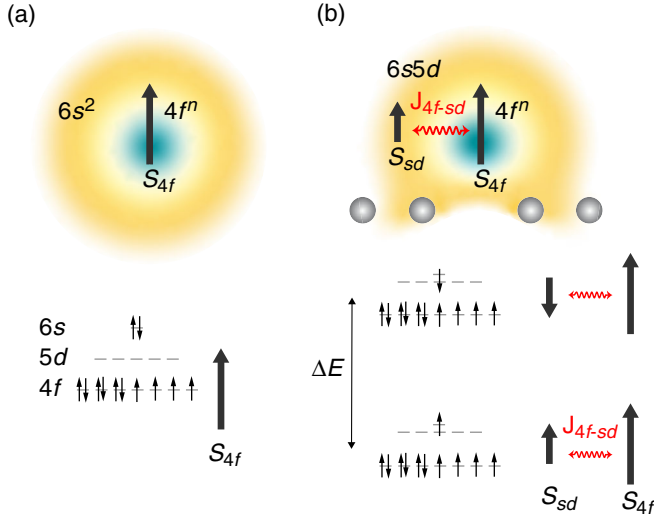 (a)
6s²
4fⁿ
S₄f
6s
5d
4f
S₄f
(b)
6s5d
J₄f-sd
4fⁿ
Ssd
S₄f
ΔE
J₄f-sd
Ssd
S₄f